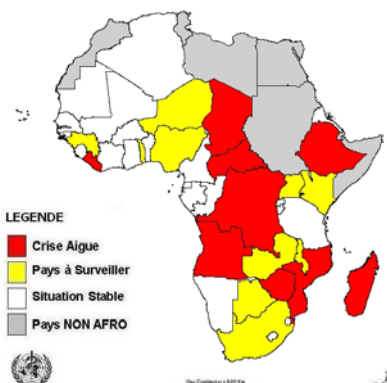 LEGENDE
Crise Aigue
Pays à Surveiller
Situation Stable
Pays NON AFRO